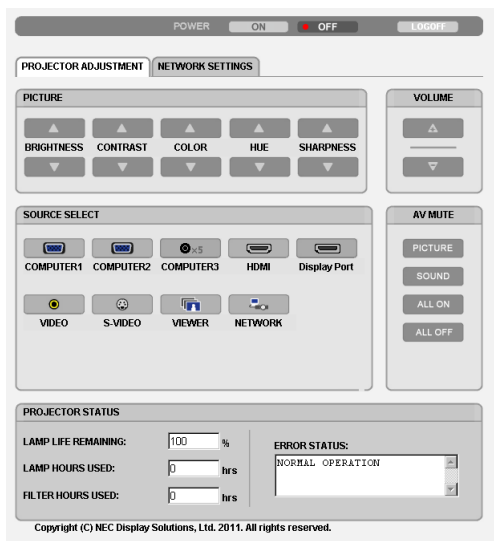 POWER ON OFF LOGOFF
PROJECTOR ADJUSTMENT NETWORK SETTINGS
PICTURE
BRIGHTNESS CONTRAST COLOR HUE SHARPNESS
VOLUME
SOURCE SELECT
×5
COMPUTER1 COMPUTER2 COMPUTER3 HDMI Display Port
VIDEO S-VIDEO VIEWER NETWORK
AV MUTE
PICTURE
SOUND
ALL ON
ALL OFF
PROJECTOR STATUS
LAMP LIFE REMAINING: 100 %
LAMP HOURS USED: 0 hrs
FILTER HOURS USED: 0 hrs
ERROR STATUS:
NORMAL OPERATION
Copyright (C) NEC Display Solutions, Ltd. 2011. All rights reserved.